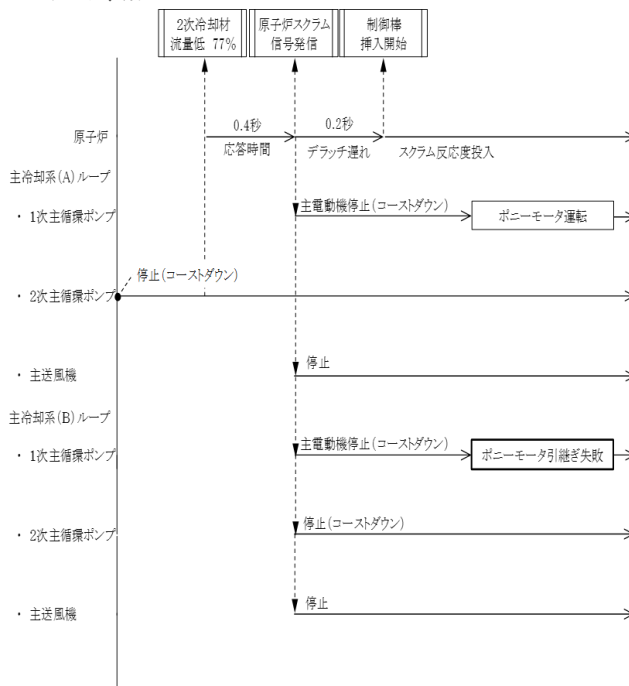 2次冷却材
流量低 77%
原子炉スクラム
信号発信
制御棒
挿入開始
0.4秒
0.2秒
原子炉
応答時間
デラッチ遅れ
スクラム反応度投入
主冷却系(A)ループ
・ 1次主循環ポンプ
主電動機停止(コーストダウン)
ポニーモータ運転
停止(コーストダウン)
・ 2次主循環ポンプ
・ 主送風機
停止
主冷却系(B)ループ
・ 1次主循環ポンプ
主電動機停止(コーストダウン)
ポニーモータ引継ぎ失敗
・ 2次主循環ポンプ
停止(コーストダウン)
・ 主送風機
停止